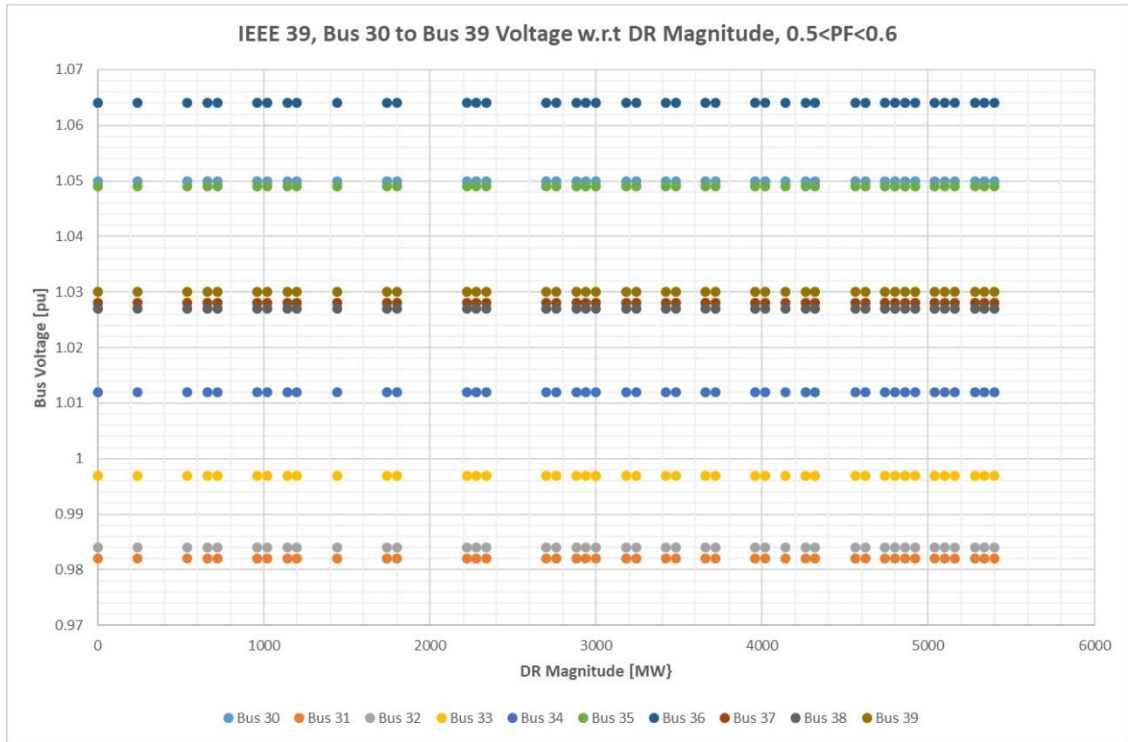 IEEE 39, Bus 30 to Bus 39 Voltage w.r.t DR Magnitude, 0.5<PF<0.6
1.07
1.06
1.05
1.04
1.03
1.02
1.01
1
0.99
0.98
0.97
Bus Voltage [pu]
0 1000 2000 3000 4000 5000 6000
DR Magnitude [MW}
Bus 30 Bus 31 Bus 32 Bus 33 Bus 34 Bus 35 Bus 36 Bus 37 Bus 38 Bus 39